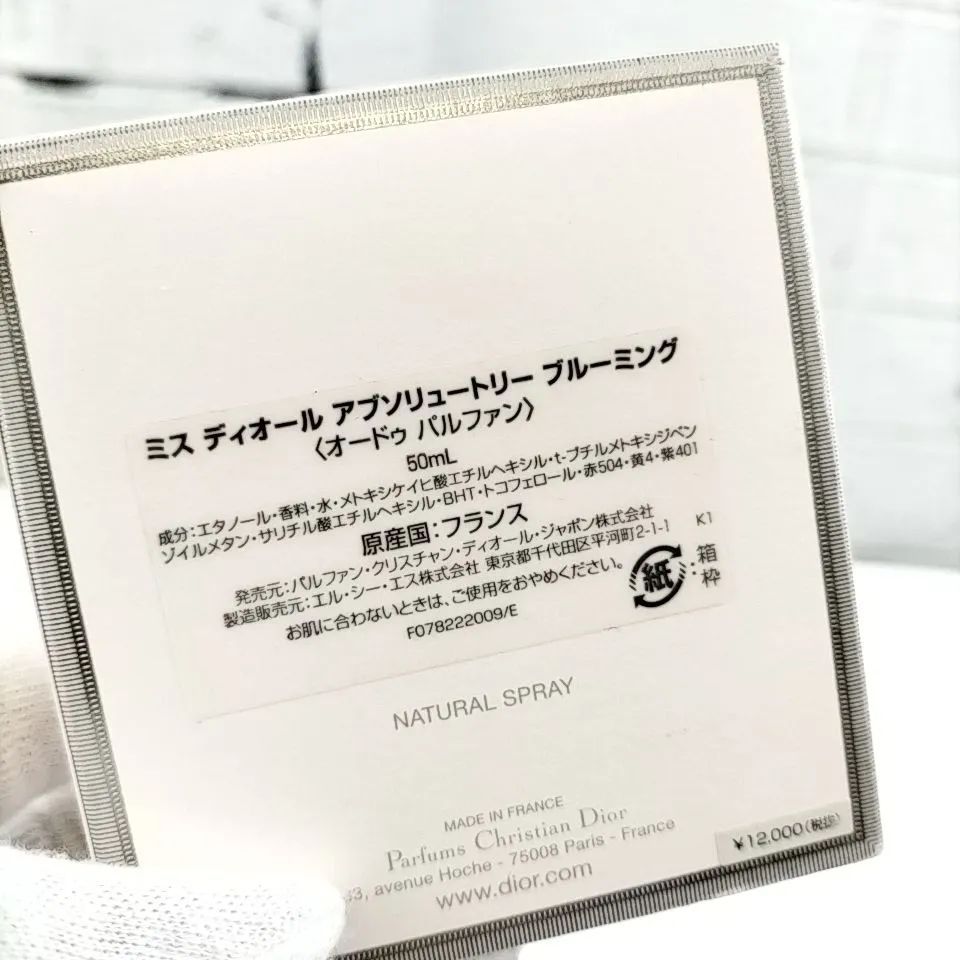 ミス ディオール アブソリュートリー ブルーミング
〈オードゥ パルファン〉
50mL
成分：エタノール・香料・水・メトキシケイヒ酸エチルヘキシル・t-ブチルメトキシジベン
ゾイルメタン・サリチル酸エチルヘキシル・BHT・トコフェロール・赤504・黄4・紫401
原産国：フランス
発売元：パルファン・クリスチャン・ディオール・ジャポン株式会社
製造販売元：エル・シー・エス株式会社 東京都千代田区平河町2-1-1 K1
お肌に合わないときは、ご使用をおやめください。
紙：箱
枠
F078222009/E
NATURAL SPRAY
MADE IN FRANCE
Parfums Christian Dior
33, avenue Hoche - 75008 Paris - France
www.dior.com
¥12,000（税抜）